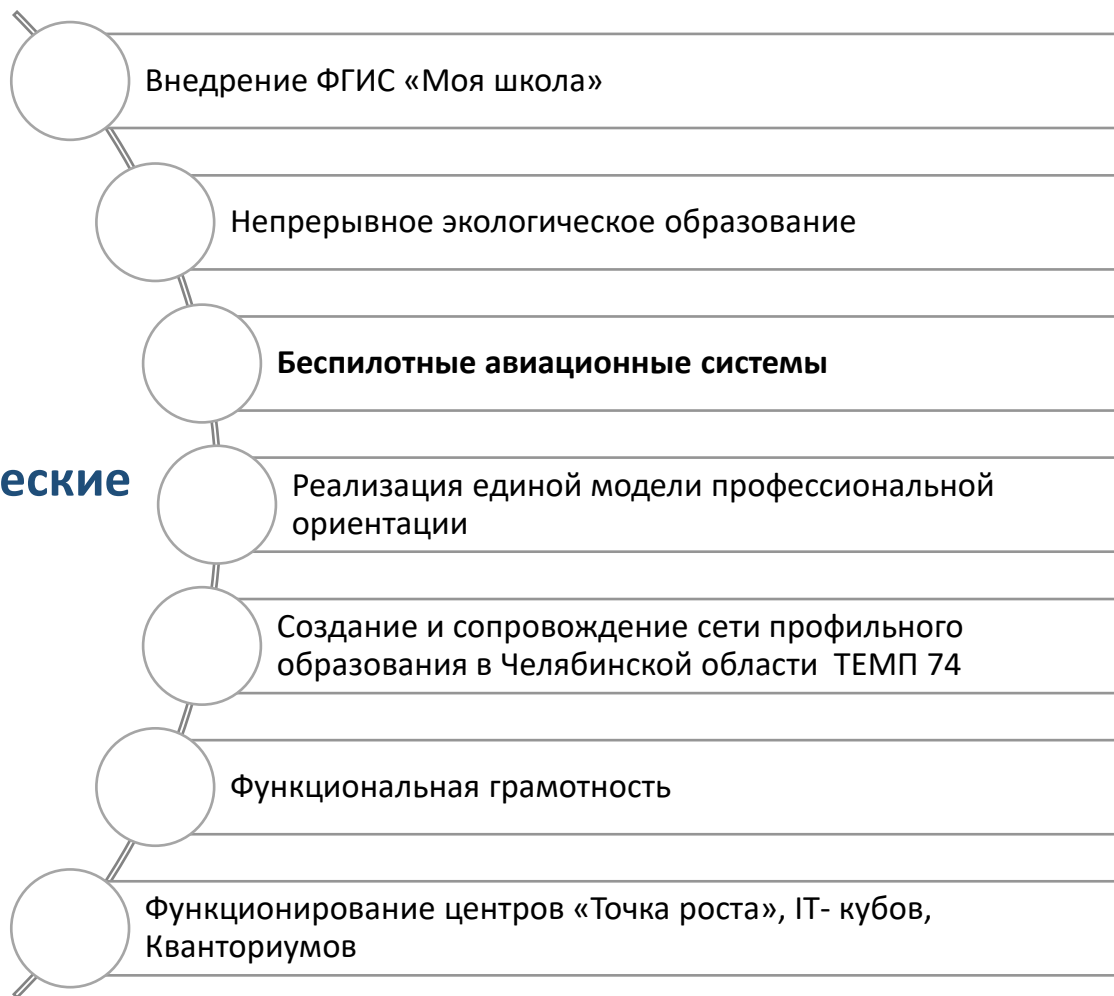 Внедрение ФГИС «Моя школа»
Непрерывное экологическое образование
Беспилотные авиационные системы
еские
Реализация единой модели профессиональной
ориентации
Создание и сопровождение сети профильного
образования в Челябинской области ТЕМП 74
Функциональная грамотность
Функционирование центров «Точка роста», IT- кубов,
Кванториумов